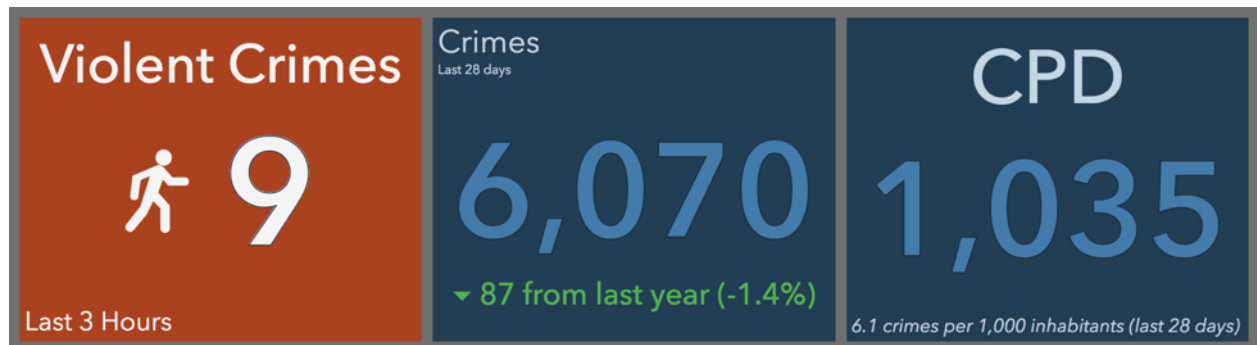 Violent Crimes
9
Last 3 Hours
Crimes
Last 28 days
6,070
87 from last year (-1.4%)
CPD
1,035
6.1 crimes per 1,000 inhabitants (last 28 days)